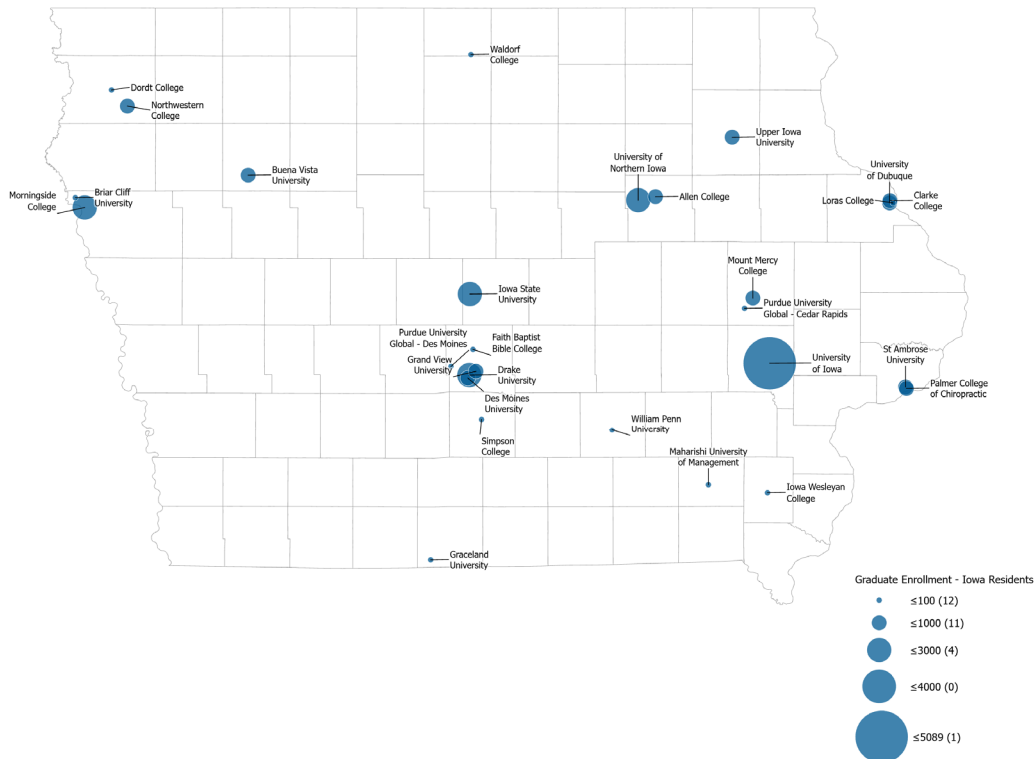 Waldorf
College
Dordt College
Northwestern
College
Upper Iowa
University
University of
Northern Iowa
Buena Vista
University
University
of Dubuque
Morningside
College
Briar Cliff
University
Allen College
Loras College
Clarke
College
Mount Mercy
College
Iowa State
University
Purdue University
Global - Cedar Rapids
Purdue University
Global - Des Moines
Faith Baptist
Bible College
Grand View
University
Drake
University
University
of Iowa
St Ambrose
University
Palmer College
of Chiropractic
Des Moines
University
William Penn
University
Simpson
College
Maharishi University
of Management
Iowa Wesleyan
College
Graceland
University
Graduate Enrollment - Iowa Residents
≤100 (12)
≤1000 (11)
≤3000 (4)
≤4000 (0)
≤5089 (1)